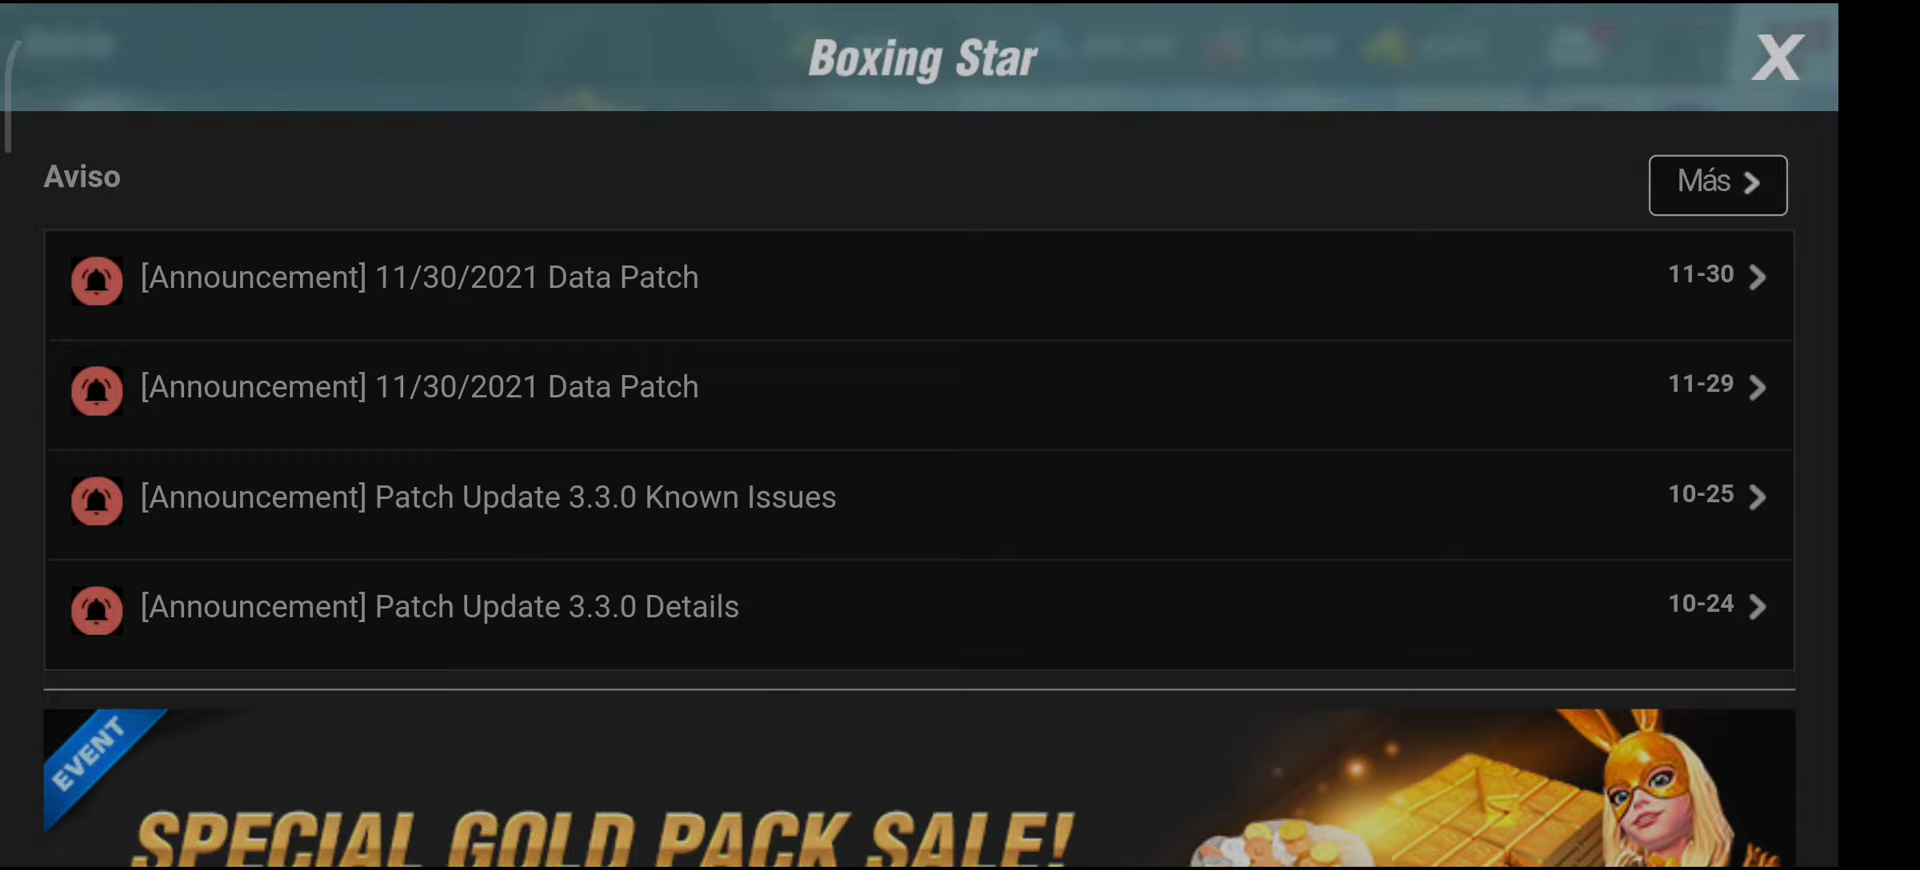 Boxing Star
X
Aviso
Más
[Announcement] 11/30/2021 Data Patch
11-30
[Announcement] 11/30/2021 Data Patch
11-29
[Announcement] Patch Update 3.3.0 Known Issues
10-25
[Announcement] Patch Update 3.3.0 Details
10-24
EVENT
SPECIAL GOLD PACK SALE!